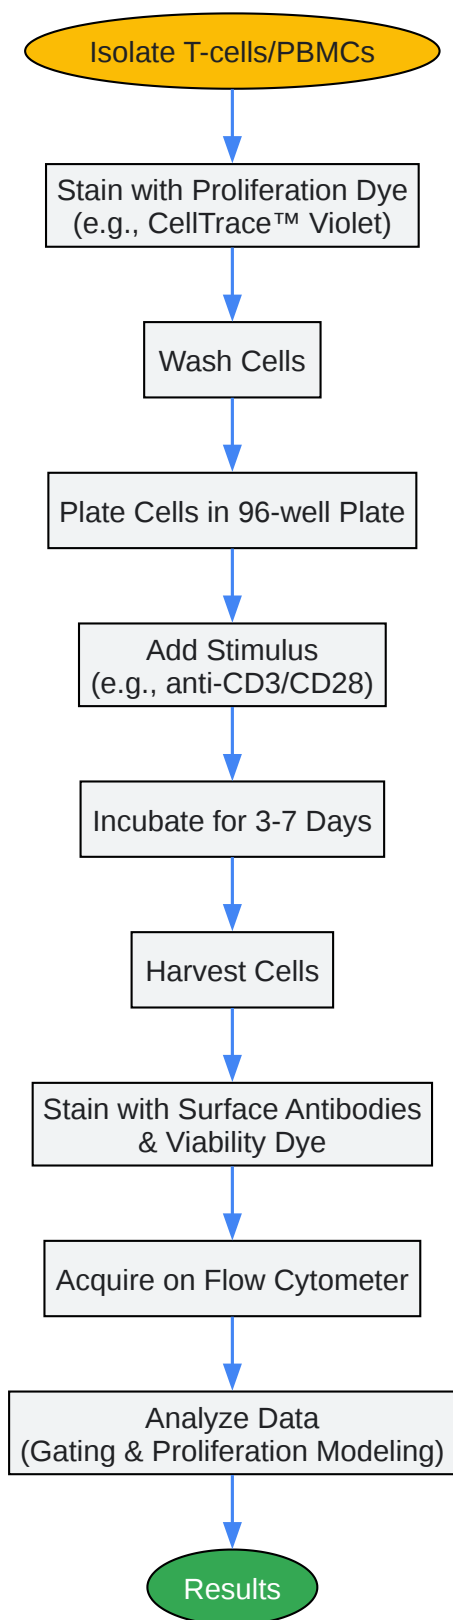 Isolate T-cells/PBMCs
Stain with Proliferation Dye
(e.g., CellTrace™ Violet)
Wash Cells
Plate Cells in 96-well Plate
Add Stimulus
(e.g., anti-CD3/CD28)
Incubate for 3-7 Days
Harvest Cells
Stain with Surface Antibodies
& Viability Dye
Acquire on Flow Cytometer
Analyze Data
(Gating & Proliferation Modeling)
Results